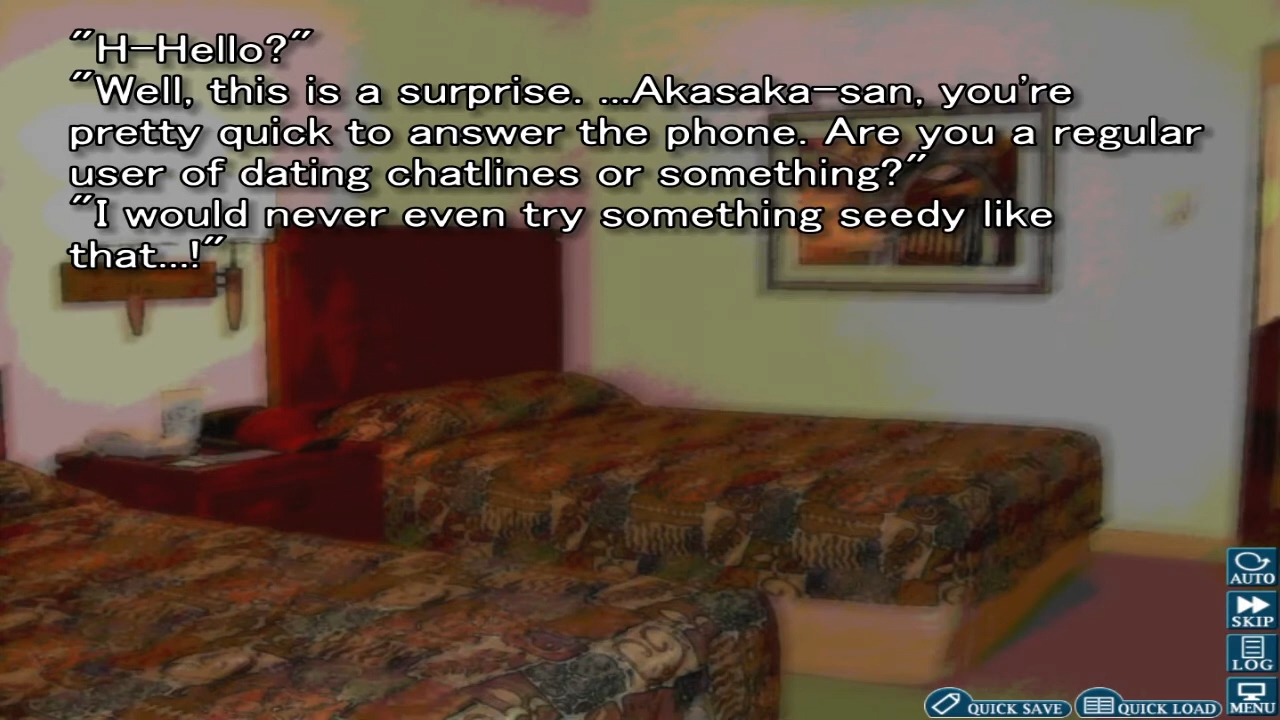 "H-Hello?"
"Well, this is a surprise. ...Akasaka-san, you're
pretty quick to answer the phone. Are you a regular
user of dating chatlines or something?"
"I would never even try something seedy like
that...!"
AUTO
SKIP
LOG
QUICK SAVE
QUICK LOAD
MENU